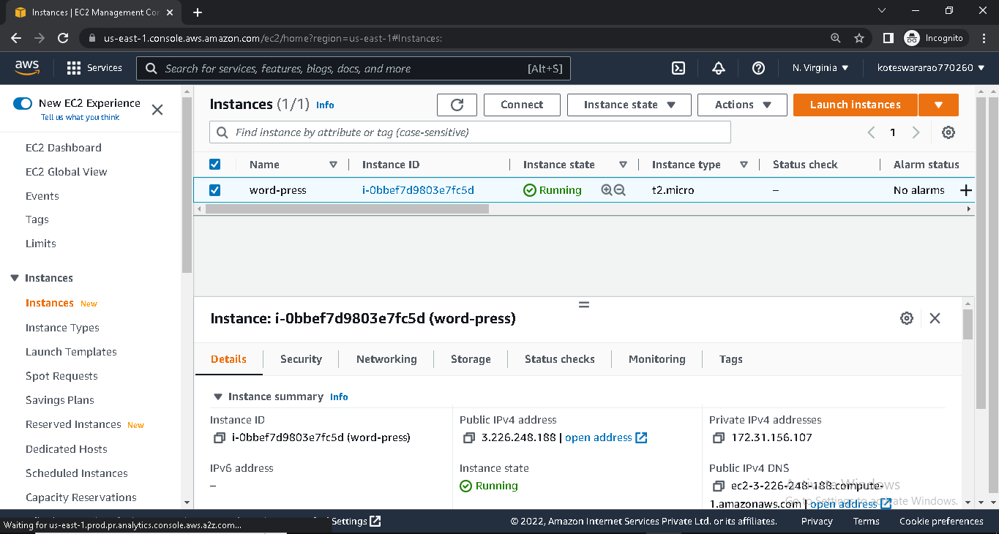 Instances | EC2 Management Con
us-east-1.console.aws.amazon.com/ec2/home?region=us-east-1#Instances:
Incognito
aws
Services
Search for services, features, blogs, docs, and more
[Alt+S]
N. Virginia
koteswararao770260
New EC2 Experience
Tell us what you think
EC2 Dashboard
EC2 Global View
Events
Tags
Limits
Instances
Instances New
Instance Types
Launch Templates
Spot Requests
Savings Plans
Reserved Instances New
Dedicated Hosts
Scheduled Instances
Capacity Reservations
Instances (1/1) Info
Connect
Instance state
Actions
Launch instances
Find instance by attribute or tag (case-sensitive)
1
Name
Instance ID
Instance state
Instance type
Status check
Alarm status
word-press
i-0bbef7d9803e7fc5d
Running
t2.micro
–
No alarms
Instance: i-0bbef7d9803e7fc5d (word-press)
Details
Security
Networking
Storage
Status checks
Monitoring
Tags
Instance summary Info
Instance ID
i-0bbef7d9803e7fc5d (word-press)
Public IPv4 address
3.226.248.188 | open address
Private IPv4 addresses
172.31.156.107
IPv6 address
–
Instance state
Running
Public IPv4 DNS
ec2-3-226-248-188.compute-
1.amazonaws.com | open address
Activate Windows
Go to Settings to activate Windows.
Waiting for us-east-1.prod.pr.analytics.console.aws.a2z.com...
Settings
© 2022, Amazon Internet Services Private Ltd. or its affiliates.
Privacy
Terms
Cookie preferences